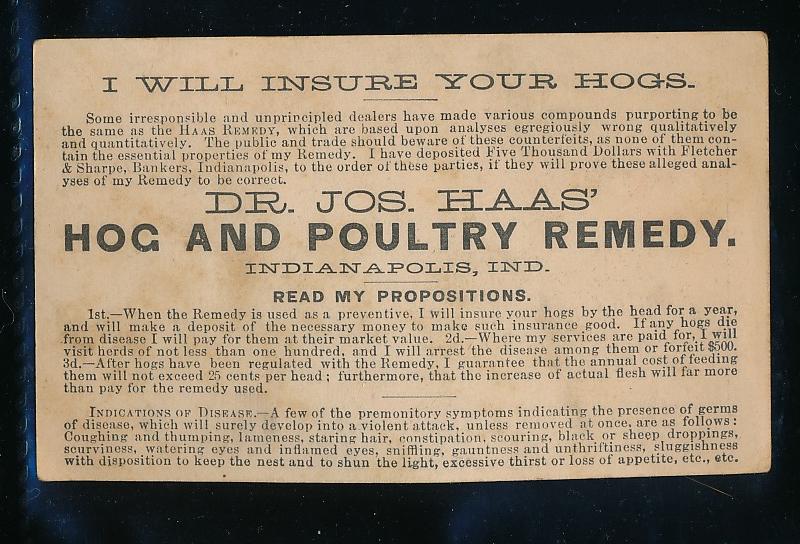 I WILL INSURE YOUR HOGS.
Some irresponsible and unprincipled dealers have made various compounds purporting to be
the same as the HAAS REMEDY, which are based upon analyses egregiously wrong qualitatively
and quantitatively. The public and trade should beware of these counterfeits, as none of them con-
tain the essential properties of my Remedy. I have deposited Five Thousand Dollars with Fletcher
& Sharpe, Bankers, Indianapolis, to the order of these parties, if they will prove these alleged anal-
yses of my Remedy to be correct.
DR. JOS. HAAS'
HOG AND POULTRY REMEDY.
INDIANAPOLIS, IND.
READ MY PROPOSITIONS.
1st.—When the Remedy is used as a preventive, I will insure your hogs by the head for a year,
and will make a deposit of the necessary money to make such insurance good. If any hogs die
from disease I will pay for them at their market value. 2d.—Where my services are paid for, I will
visit herds of not less than one hundred, and I will arrest the disease among them or forfeit $500.
3d.—After hogs have been regulated with the Remedy, I guarantee that the annual cost of feeding
them will not exceed 25 cents per head; furthermore, that the increase of actual flesh will far more
than pay for the remedy used.
INDICATIONS OF DISEASE.—A few of the premonitory symptoms indicating the presence of germs
of disease, which will surely develop into a violent attack, unless removed at once, are as follows:
Coughing and thumping, lameness, staring hair, constipation, scouring, black or sheep droppings,
scurviness, watering eyes and inflamed eyes, sniffling, gauntness and unthriftiness, sluggishness
with disposition to keep the nest and to shun the light, excessive thirst or loss of appetite, etc., etc.